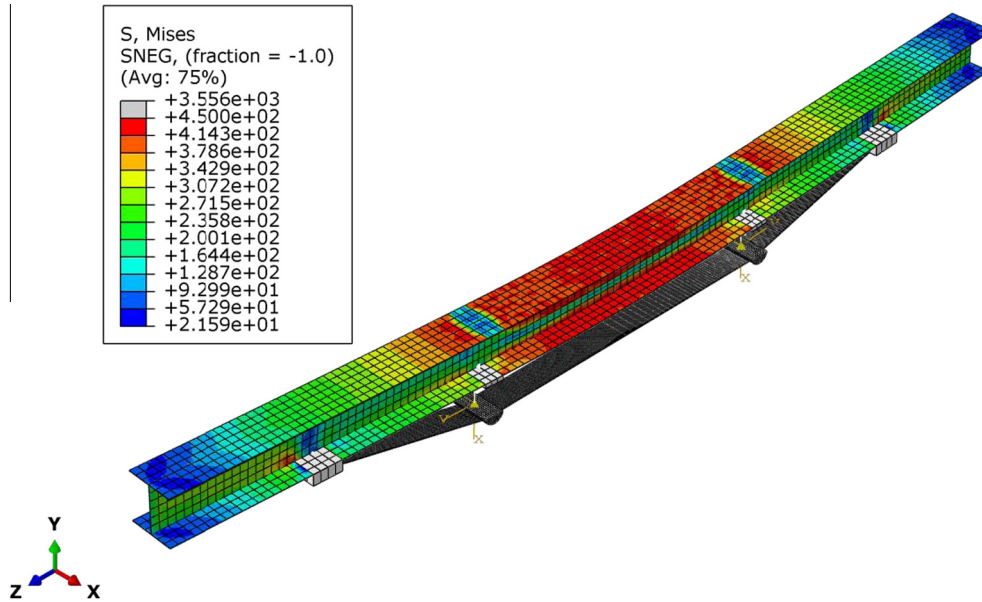 S, Mises
SNEG, (fraction = -1.0)
(Avg: 75%)
+3.556e+03
+4.500e+02
+4.143e+02
+3.786e+02
+3.429e+02
+3.072e+02
+2.715e+02
+2.358e+02
+2.001e+02
+1.644e+02
+1.287e+02
+9.299e+01
+5.729e+01
+2.159e+01
X
X
Y
Z
X